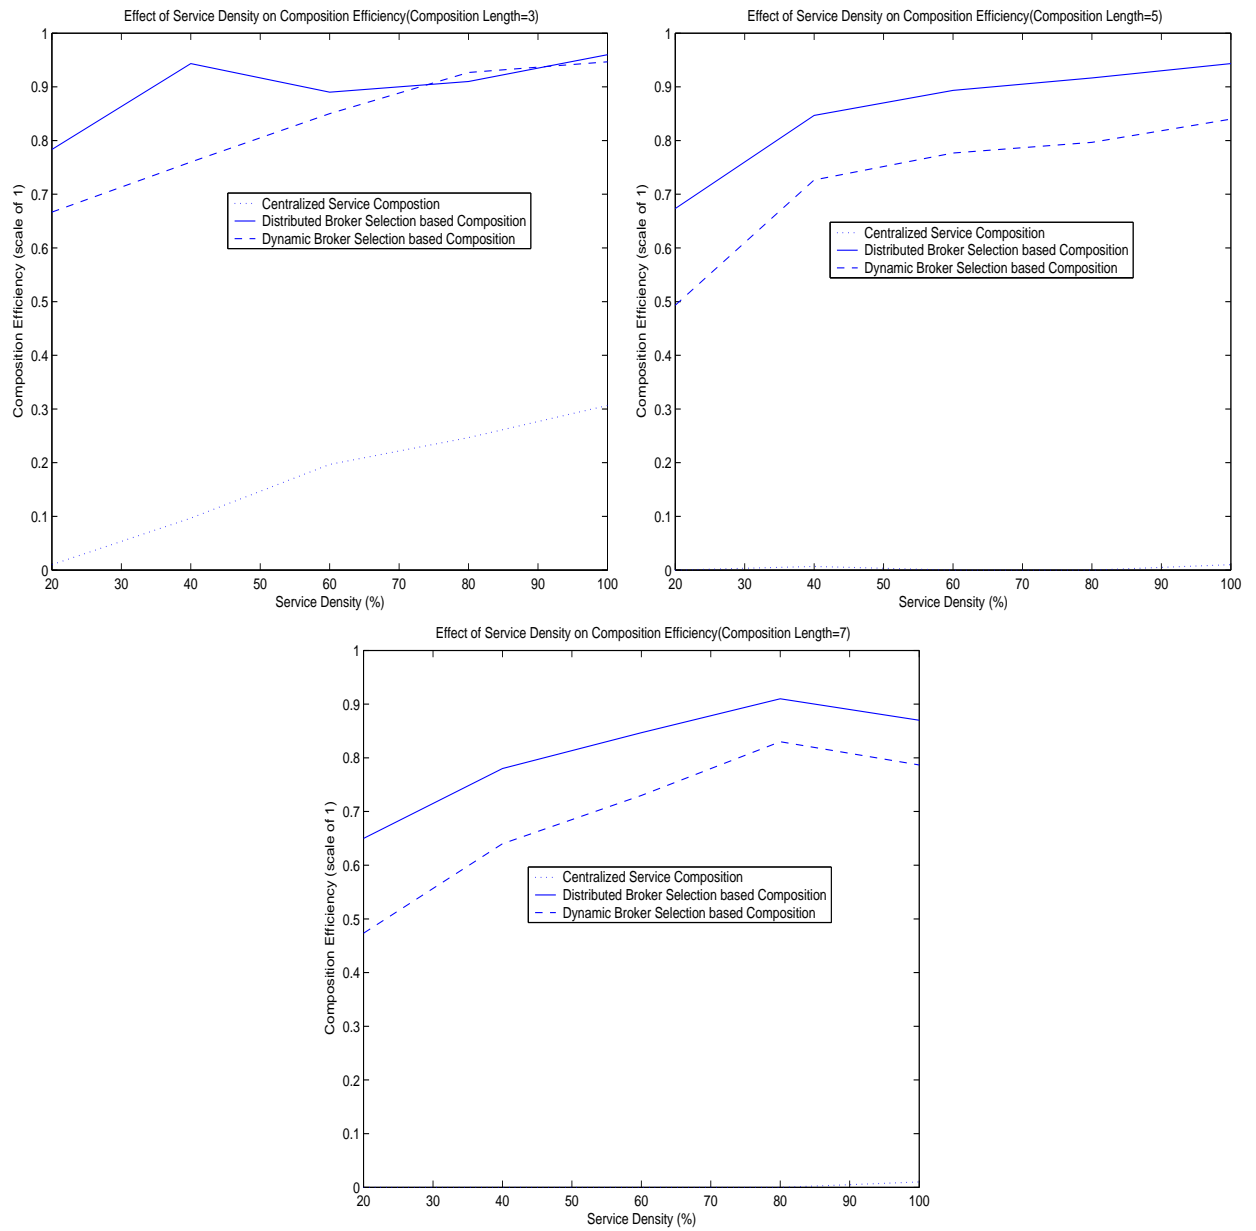 Effect of Service Density on Composition Efficiency(Composition Length=3)
1
0.9
0.8
0.7
0.6
0.5
0.4
0.3
0.2
0.1
0
Composition Efficiency (scale of 1)
Centralized Service Compostion
Distributed Broker Selection based Composition
Dynamic Broker Selection based Composition
20 30 40 50 60 70 80 90 100
Service Density (%)
Effect of Service Density on Composition Efficiency(Composition Length=5)
1
0.9
0.8
0.7
0.6
0.5
0.4
0.3
0.2
0.1
0
Composition Efficiency (scale of 1)
Centralized Service Composition
Distributed Broker Selection based Composition
Dynamic Broker Selection based Composition
20 30 40 50 60 70 80 90 100
Service Density (%)
Effect of Service Density on Composition Efficiency(Composition Length=7)
1
0.9
0.8
0.7
0.6
0.5
0.4
0.3
0.2
0.1
0
Composition Efficiency (scale of 1)
Centralized Service Composition
Distributed Broker Selection based Composition
Dynamic Broker Selection based Composition
20 30 40 50 60 70 80 90 100
Service Density (%)